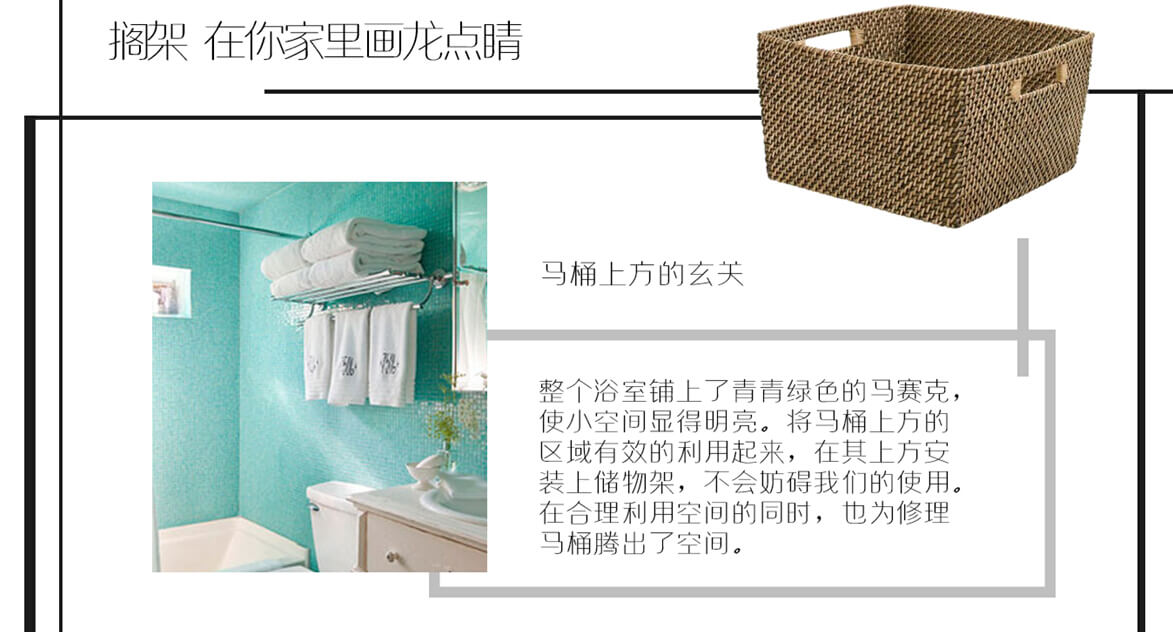 搁架 在你家里画龙点睛
马桶上方的玄关
整个浴室铺上了青青绿色的马赛克，
使小空间显得明亮。将马桶上方的
区域有效的利用起来，在其上方安
装上储物架，不会妨碍我们的使用。
在合理利用空间的同时，也为修理
马桶腾出了空间。